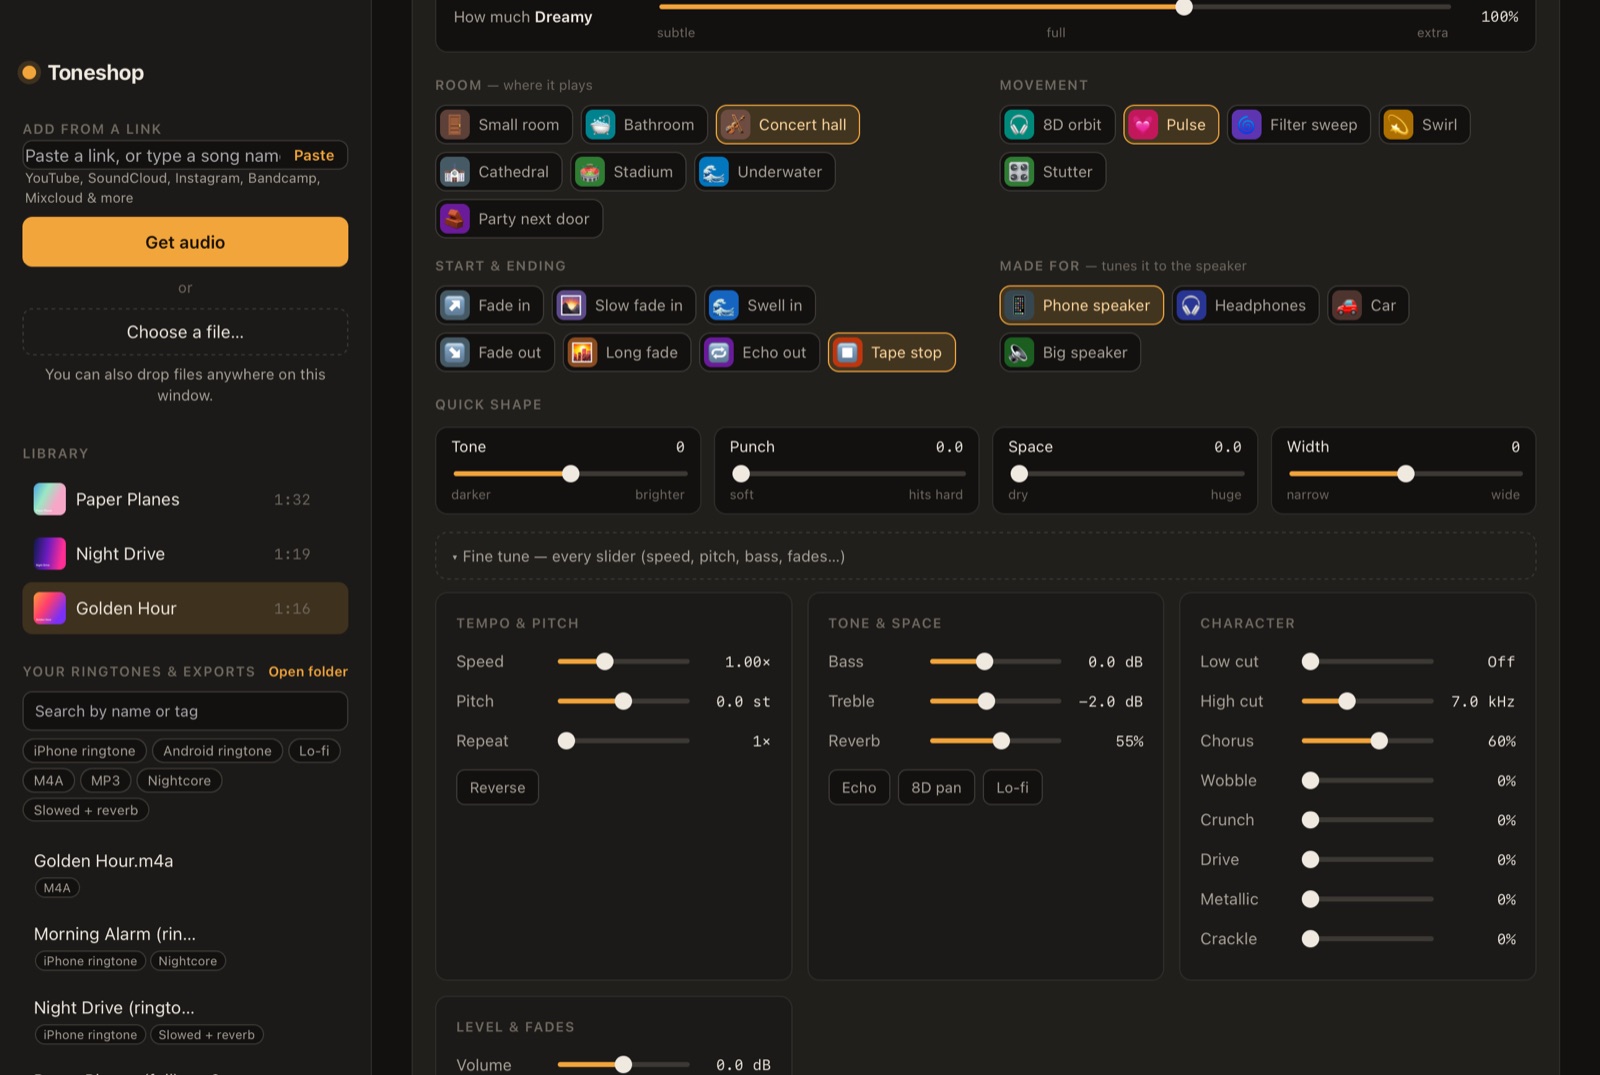 Toneshop
ADD FROM A LINK
Paste a link, or type a song nam
Paste
YouTube, SoundCloud, Instagram, Bandcamp,
Mixcloud & more
Get audio
or
Choose a file...
You can also drop files anywhere on this
window.
LIBRARY
Paper Planes 1:32
Night Drive 1:19
Golden Hour 1:16
YOUR RINGTONES & EXPORTS Open folder
Search by name or tag
iPhone ringtone Android ringtone Lo-fi
M4A MP3 Nightcore
Slowed + reverb
Golden Hour.m4a
M4A
Morning Alarm (rin...
iPhone ringtone Nightcore
Night Drive (ringto...
iPhone ringtone Slowed + reverb
How much Dreamy 100%
subtle full extra
ROOM — where it plays
Small room Bathroom Concert hall
Cathedral Stadium Underwater
Party next door
MOVEMENT
8D orbit Pulse Filter sweep Swirl
Stutter
START & ENDING
Fade in Slow fade in Swell in
Fade out Long fade Echo out Tape stop
MADE FOR — tunes it to the speaker
Phone speaker Headphones Car
Big speaker
QUICK SHAPE
Tone 0
darker brighter
Punch 0.0
soft hits hard
Space 0.0
dry huge
Width 0
narrow wide
Fine tune — every slider (speed, pitch, bass, fades...)
TEMPO & PITCH
Speed 1.00×
Pitch 0.0 st
Repeat 1×
Reverse
TONE & SPACE
Bass 0.0 dB
Treble −2.0 dB
Reverb 55%
Echo 8D pan Lo-fi
CHARACTER
Low cut Off
High cut 7.0 kHz
Chorus 60%
Wobble 0%
Crunch 0%
Drive 0%
Metallic 0%
Crackle 0%
LEVEL & FADES
Volume 0.0 dB